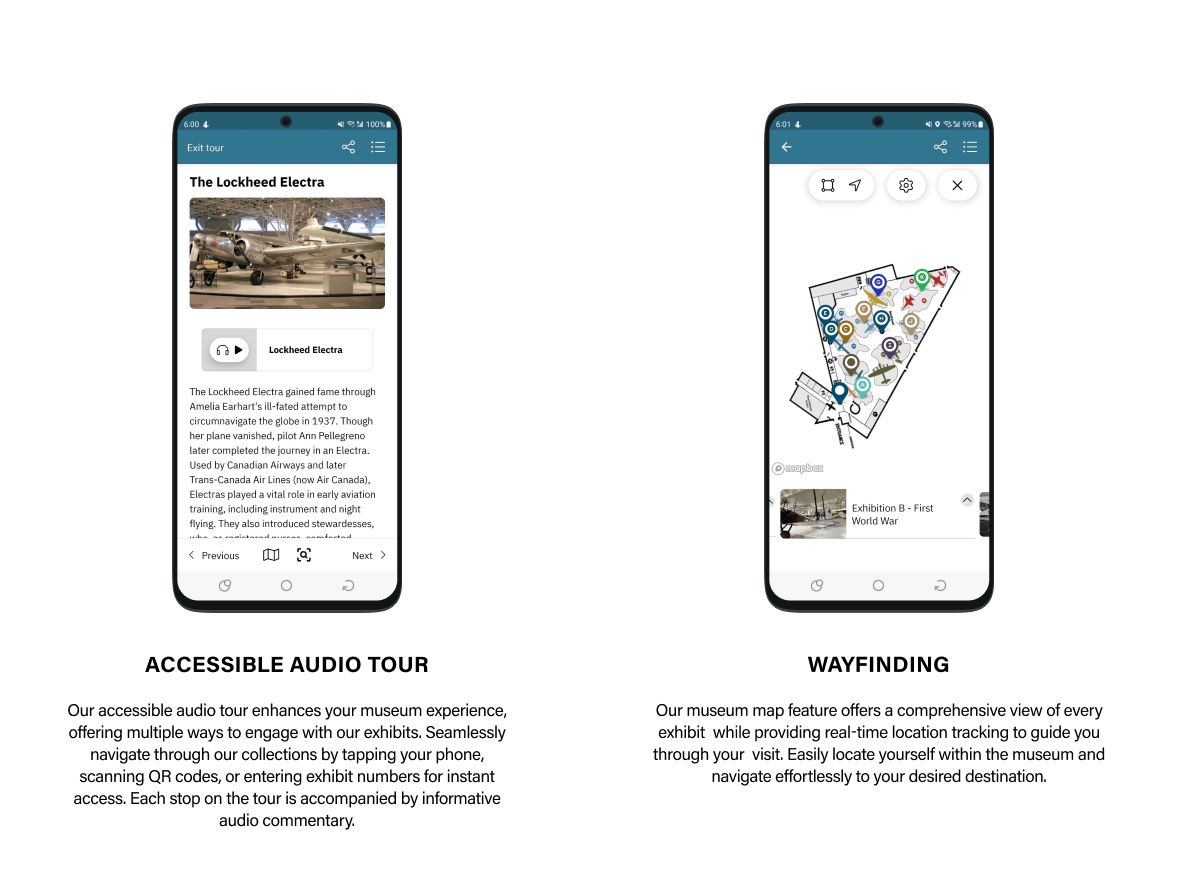 6:00
100%
Exit tour
The Lockheed Electra
Lockheed Electra
The Lockheed Electra gained fame through
Amelia Earhart's ill-fated attempt to
circumnavigate the globe in 1937. Though
her plane vanished, pilot Ann Pellegreno
later completed the journey in an Electra.
Used by Canadian Airways and later
Trans-Canada Air Lines (now Air Canada),
Electras played a vital role in early aviation
training, including instrument and night
flying. They also introduced stewardesses,
who, as registered nurses, comforted
Previous
Next
ACCESSIBLE AUDIO TOUR
Our accessible audio tour enhances your museum experience,
offering multiple ways to engage with our exhibits. Seamlessly
navigate through our collections by tapping your phone,
scanning QR codes, or entering exhibit numbers for instant
access. Each stop on the tour is accompanied by informative
audio commentary.
6:01
99%
ENTRANCE
mapbox
Exhibition B - First
World War
WAYFINDING
Our museum map feature offers a comprehensive view of every
exhibit  while providing real-time location tracking to guide you
through your  visit. Easily locate yourself within the museum and
navigate effortlessly to your desired destination.